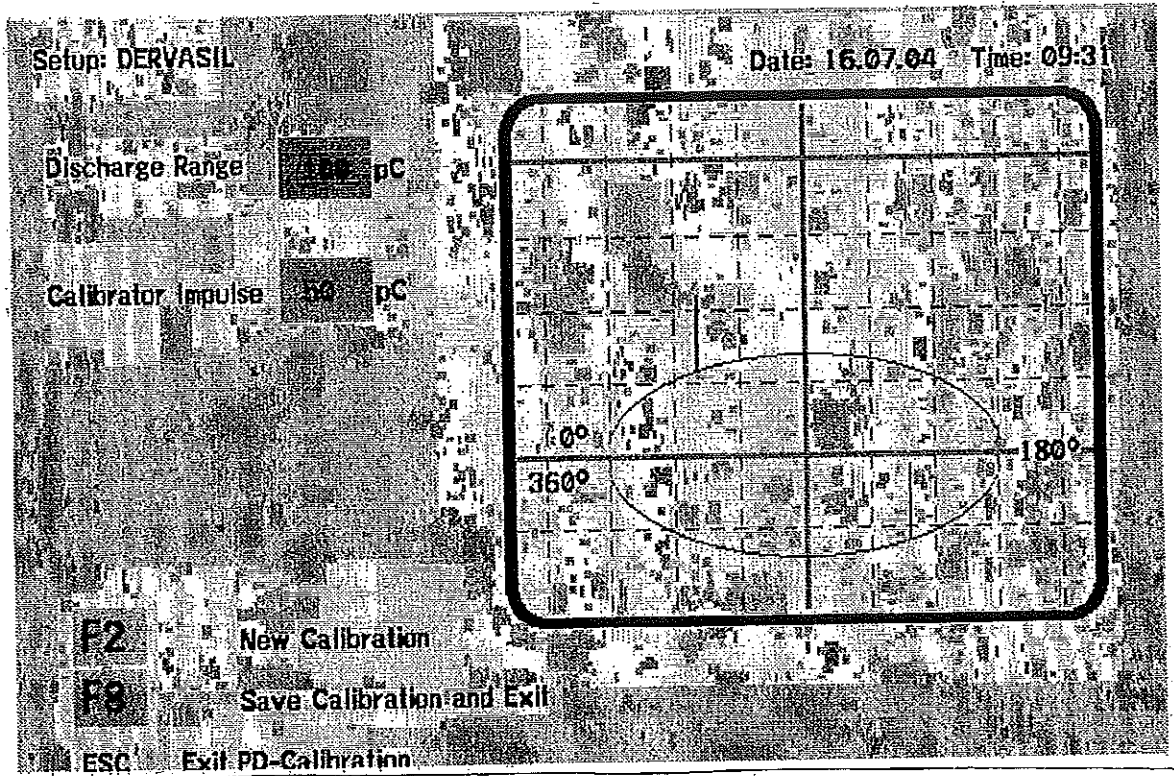 Setup: DERVASIL
Date: 16.07.04 Time: 09:31
Discharge Range pC
Calibrator Impulse pC
0°
180°
360°
F2 New Calibration
F8 Save Calibration and Exit
ESC Exit PD-Calibration